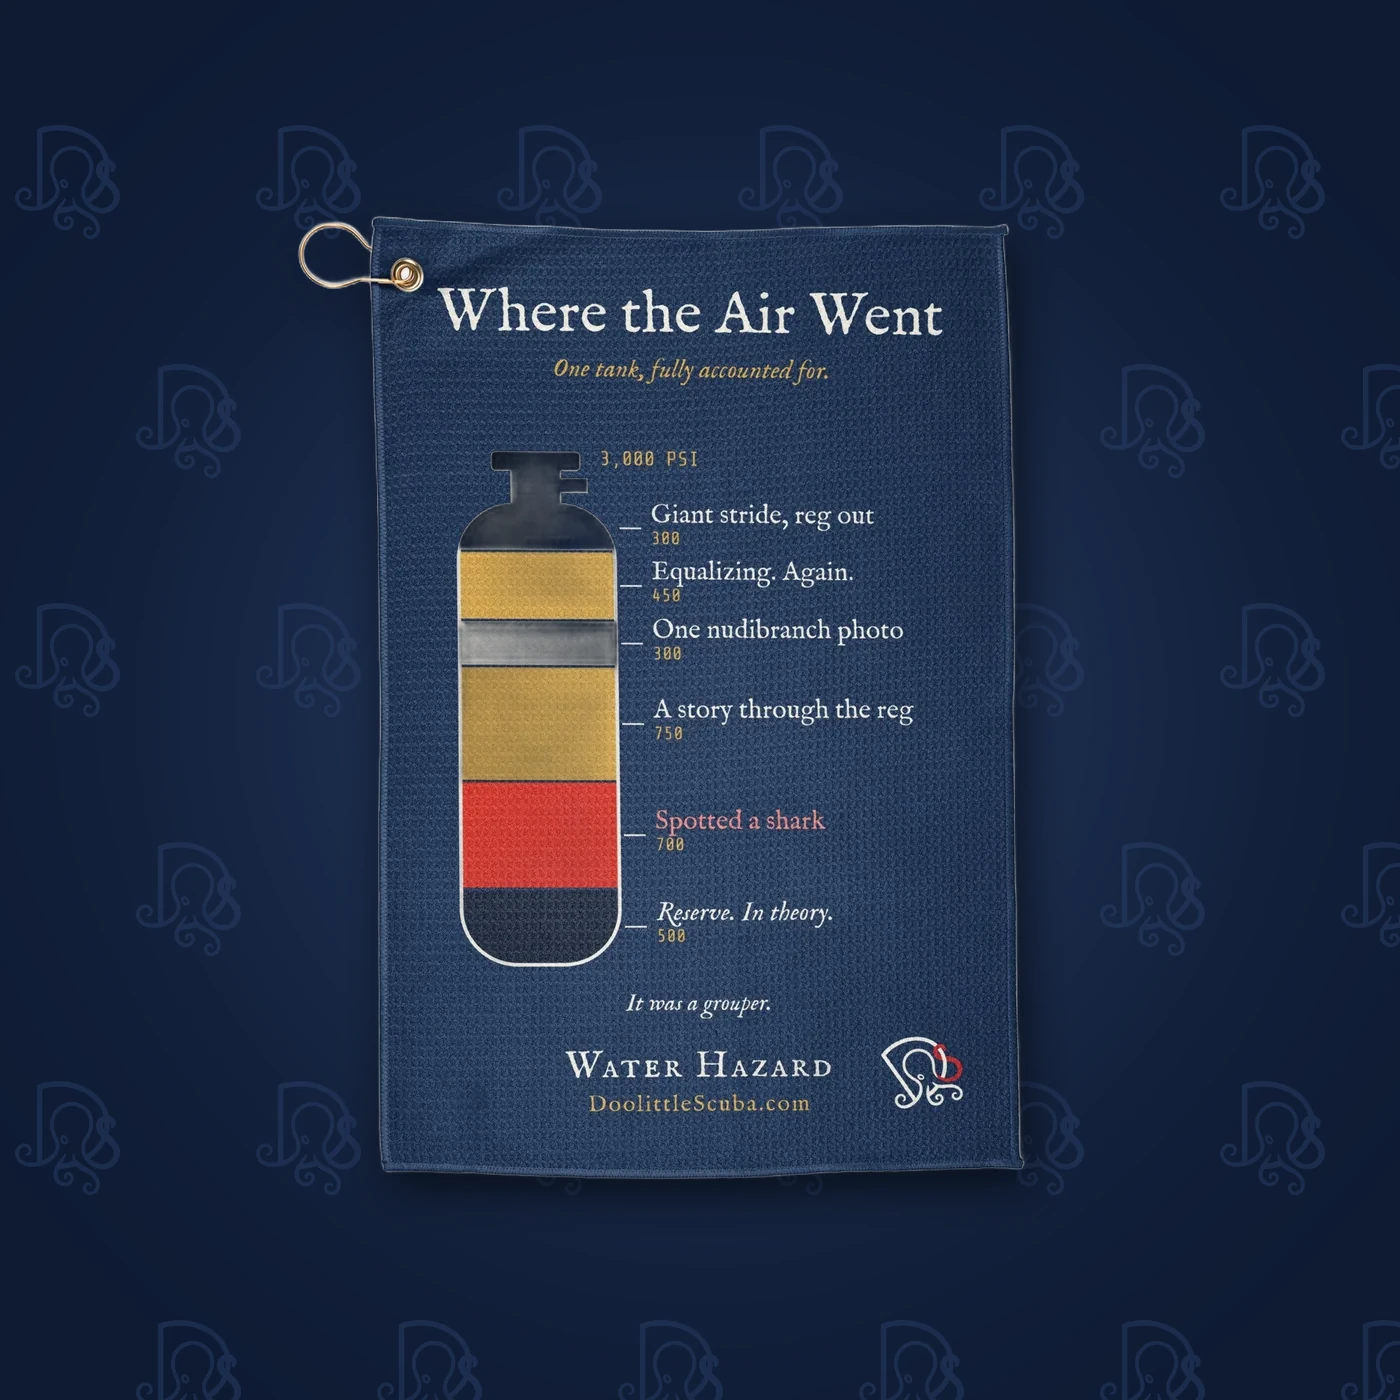 Where the Air Went
One tank, fully accounted for.
3,000 PSI
Giant stride, reg out
300
Equalizing. Again.
450
One nudibranch photo
300
A story through the reg
750
Spotted a shark
700
Reserve. In theory.
500
It was a grouper.
WATER HAZARD
DoolittleScuba.com